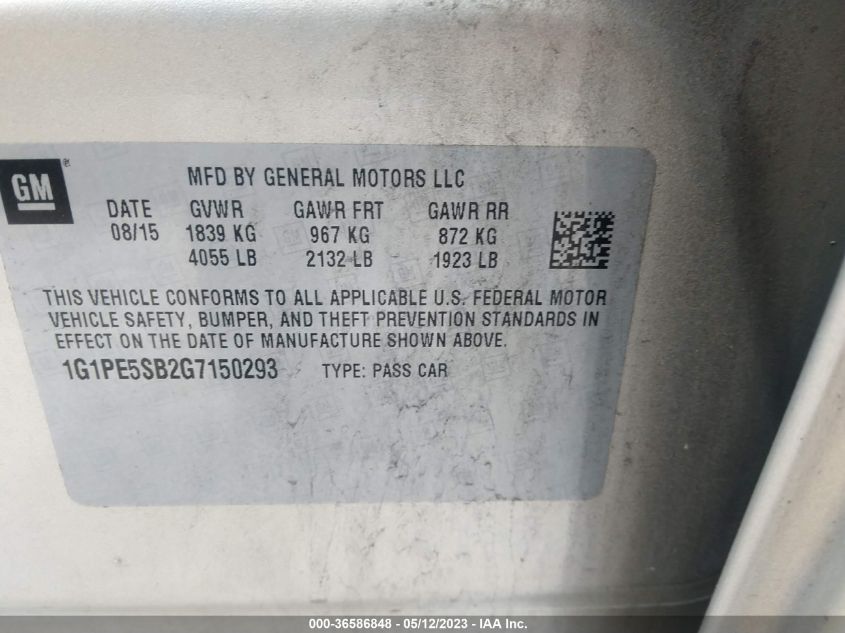 GM ®
MFD BY GENERAL MOTORS LLC
DATE GVWR GAWR FRT GAWR RR
08/15 1839 KG 967 KG 872 KG
4055 LB 2132 LB 1923 LB
THIS VEHICLE CONFORMS TO ALL APPLICABLE U.S. FEDERAL MOTOR
VEHICLE SAFETY, BUMPER, AND THEFT PREVENTION STANDARDS IN
EFFECT ON THE DATE OF MANUFACTURE SHOWN ABOVE.
1G1PE5SB2G7150293 TYPE: PASS CAR
000-36586848 - 05/12/2023 - IAA Inc.